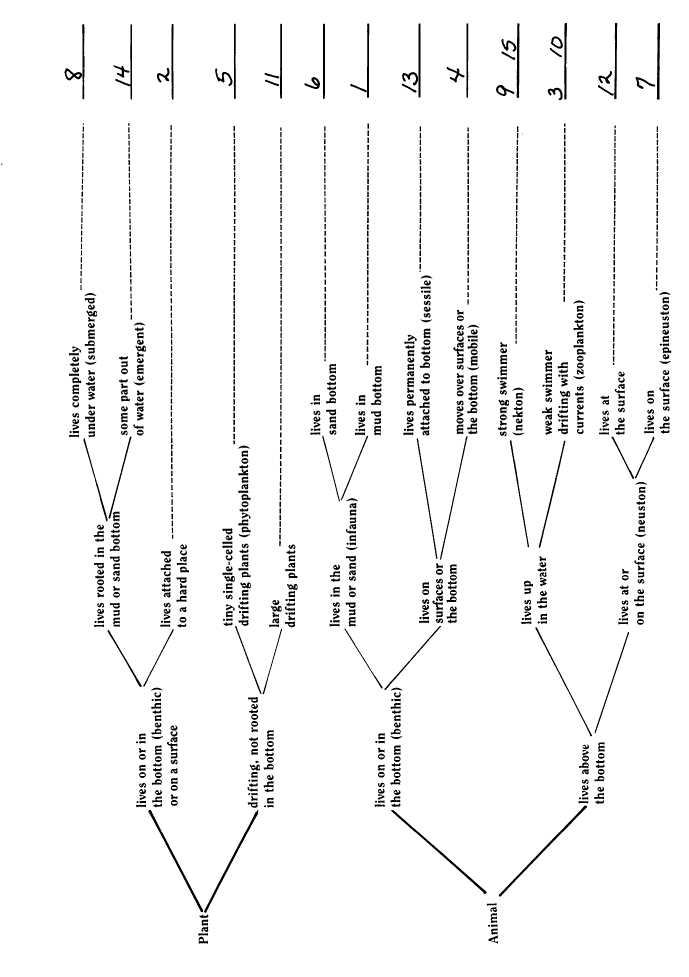 Plant
lives on or in
the bottom (benthic)
or on a surface
lives rooted in the
mud or sand bottom
lives completely
under water (submerged)
8
some part out
of water (emergent)
14
lives attached
to a hard place
2
drifting, not rooted
in the bottom
tiny single-celled
drifting plants (phytoplankton)
5
large
drifting plants
11
Animal
lives on or in
the bottom (benthic)
lives in the
mud or sand (infauna)
lives in
sand bottom
6
lives in
mud bottom
1
lives on
surfaces or
the bottom
lives permanently
attached to bottom (sessile)
13
moves over surfaces or
the bottom (mobile)
4
lives above
the bottom
lives up
in the water
strong swimmer
(nekton)
9 15
weak swimmer
drifting with
currents (zooplankton)
3 10
lives at or
on the surface (neuston)
lives at
the surface
12
lives on
the surface (epineuston)
7